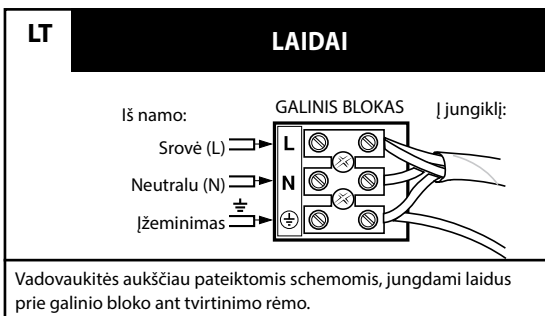 LT
LAIDAI
Iš namo:
GALINIS BLOKAS
Į jungiklį:
Srovė (L)
L
Neutralu (N)
N
Įžeminimas
Vadovaukitės aukščiau pateiktomis schemomis, jungdami laidus
prie galinio bloko ant tvirtinimo rėmo.